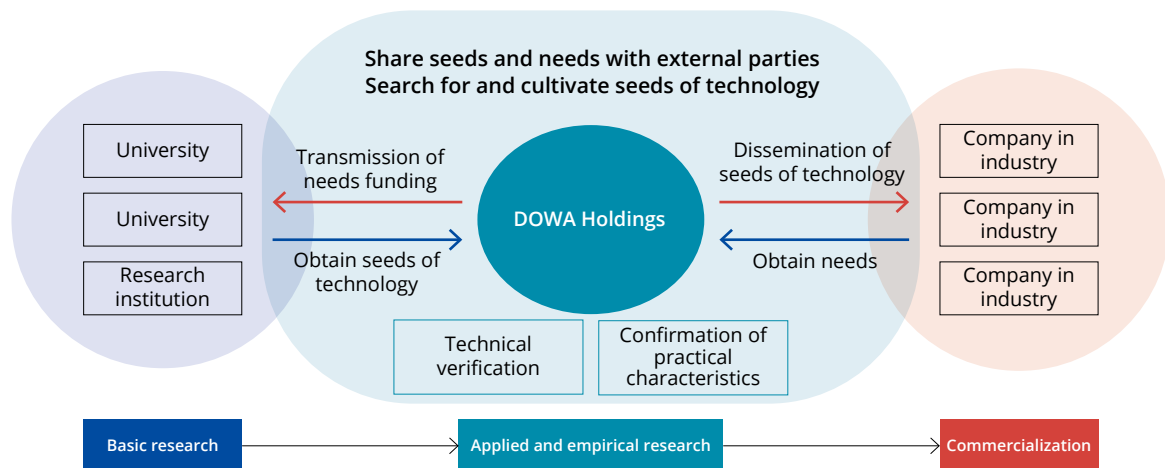 Share seeds and needs with external parties
Search for and cultivate seeds of technology
University
University
Research
institution
Transmission of
needs funding
Obtain seeds of
technology
DOWA Holdings
Dissemination of
seeds of technology
Obtain needs
Company in
industry
Company in
industry
Company in
industry
Technical
verification
Confirmation of
practical
characteristics
Basic research
Applied and empirical research
Commercialization